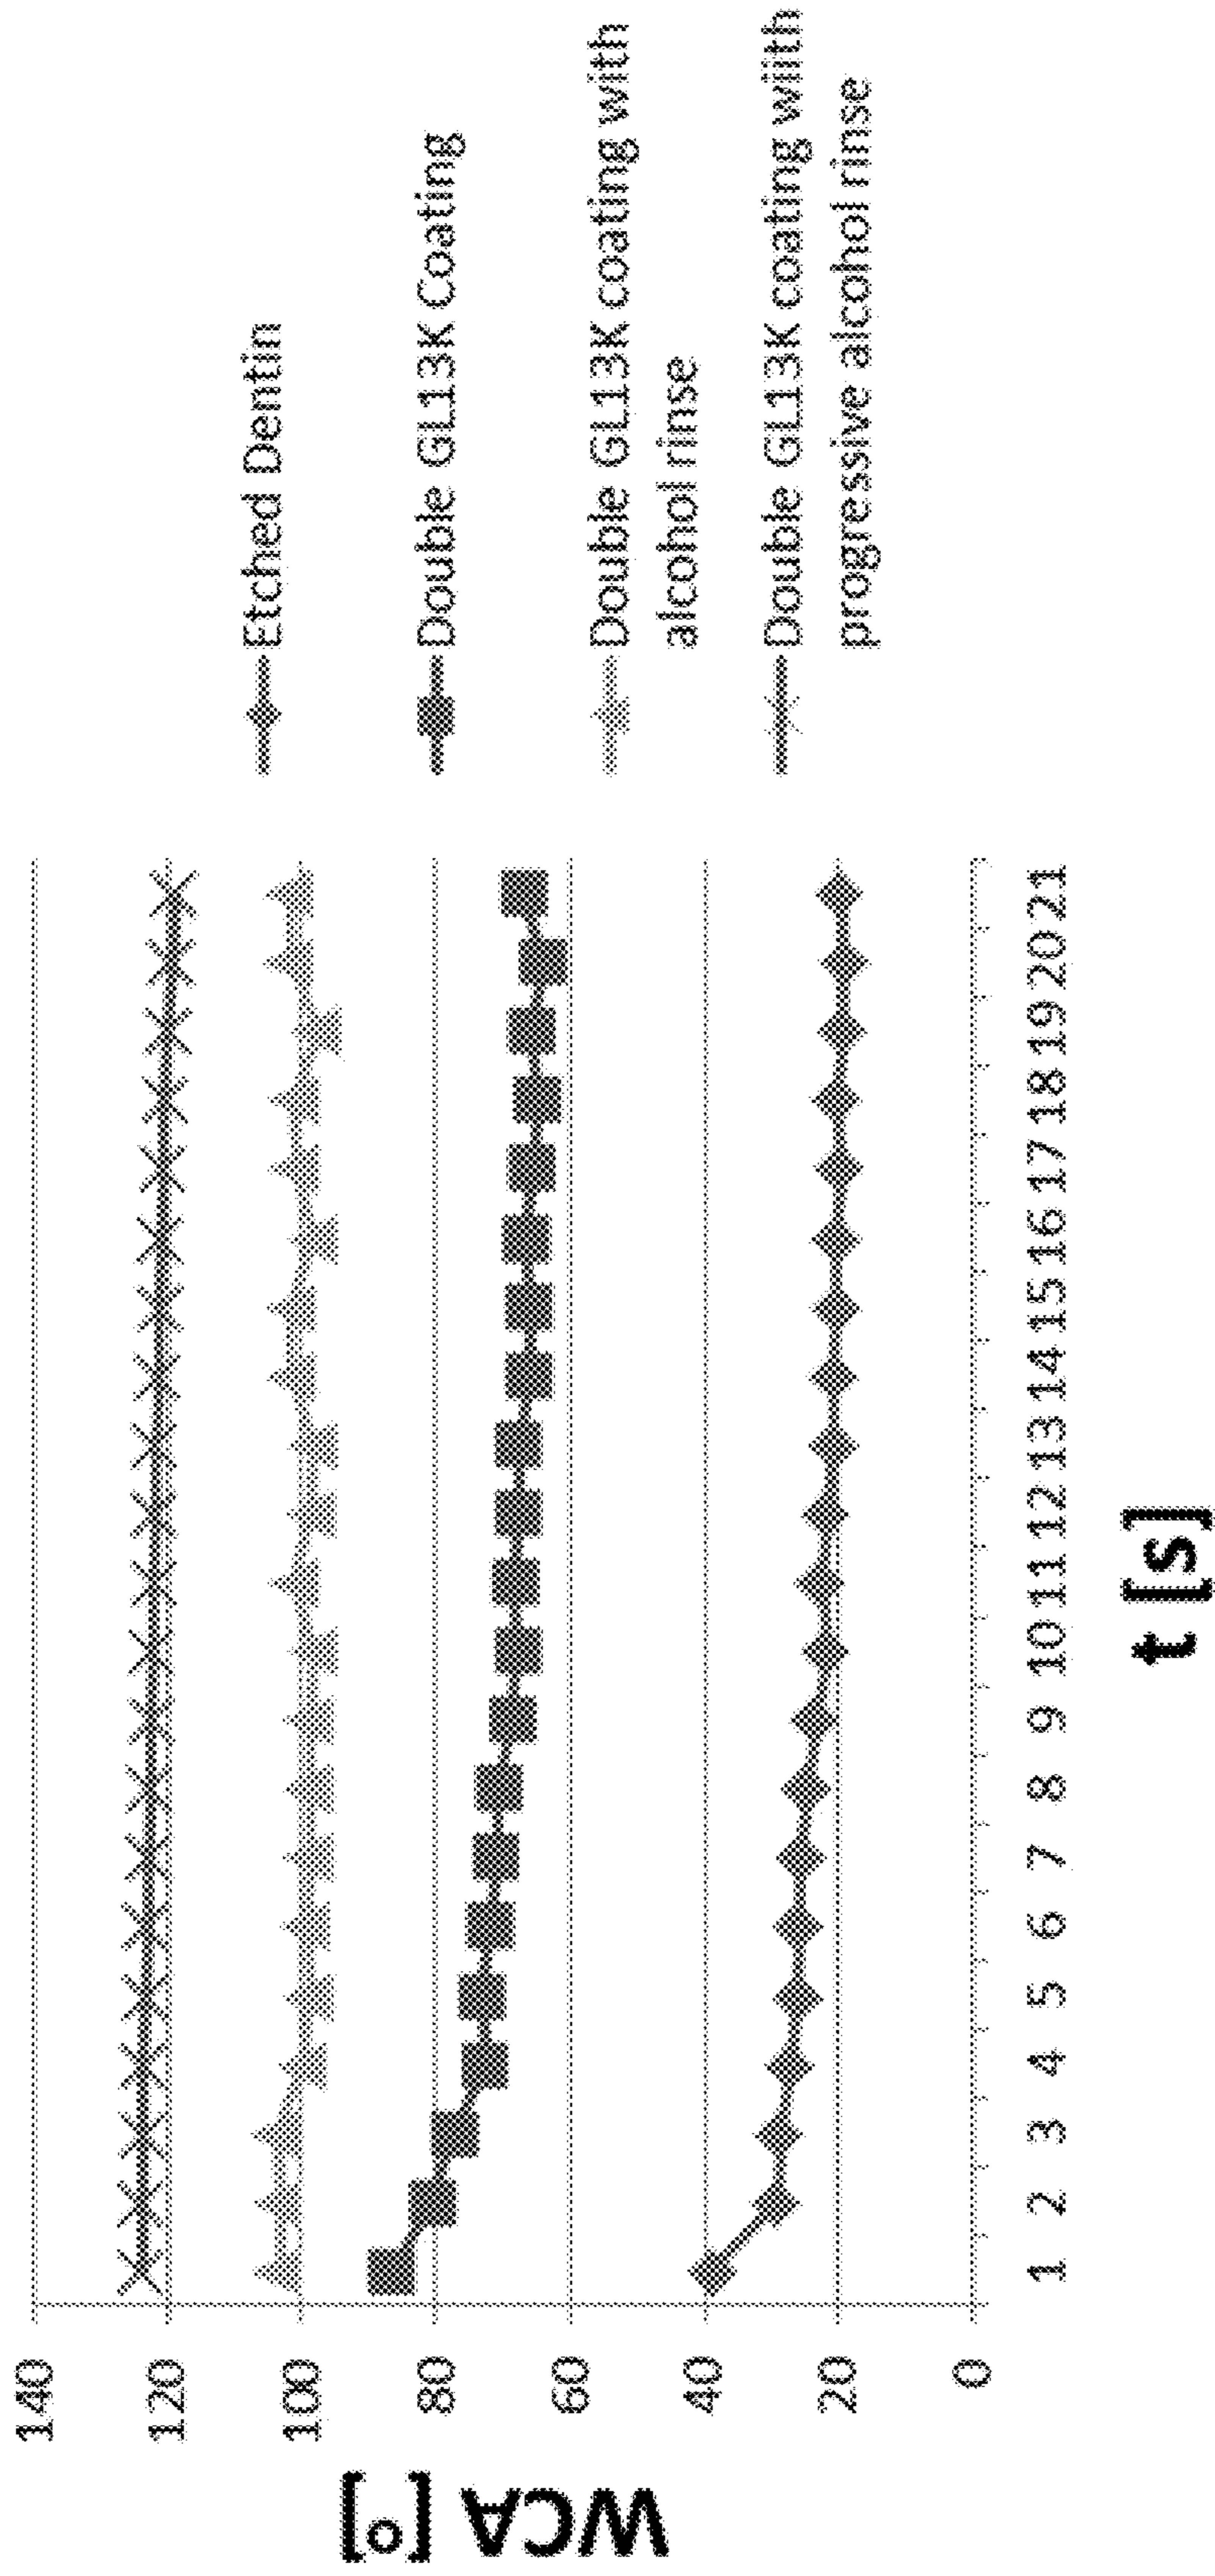 WCA [º]
140
120
100
80
60
40
20
0
1 2 3 4 5 6 7 8 9 10 11 12 13 14 15 16 17 18 19 20 21
t [s]
Etched Dentin
Double GL13K Coating
Double GL13K coating with
alcohol rinse
Double GL13K coating wiith
progressive alcohol rinse